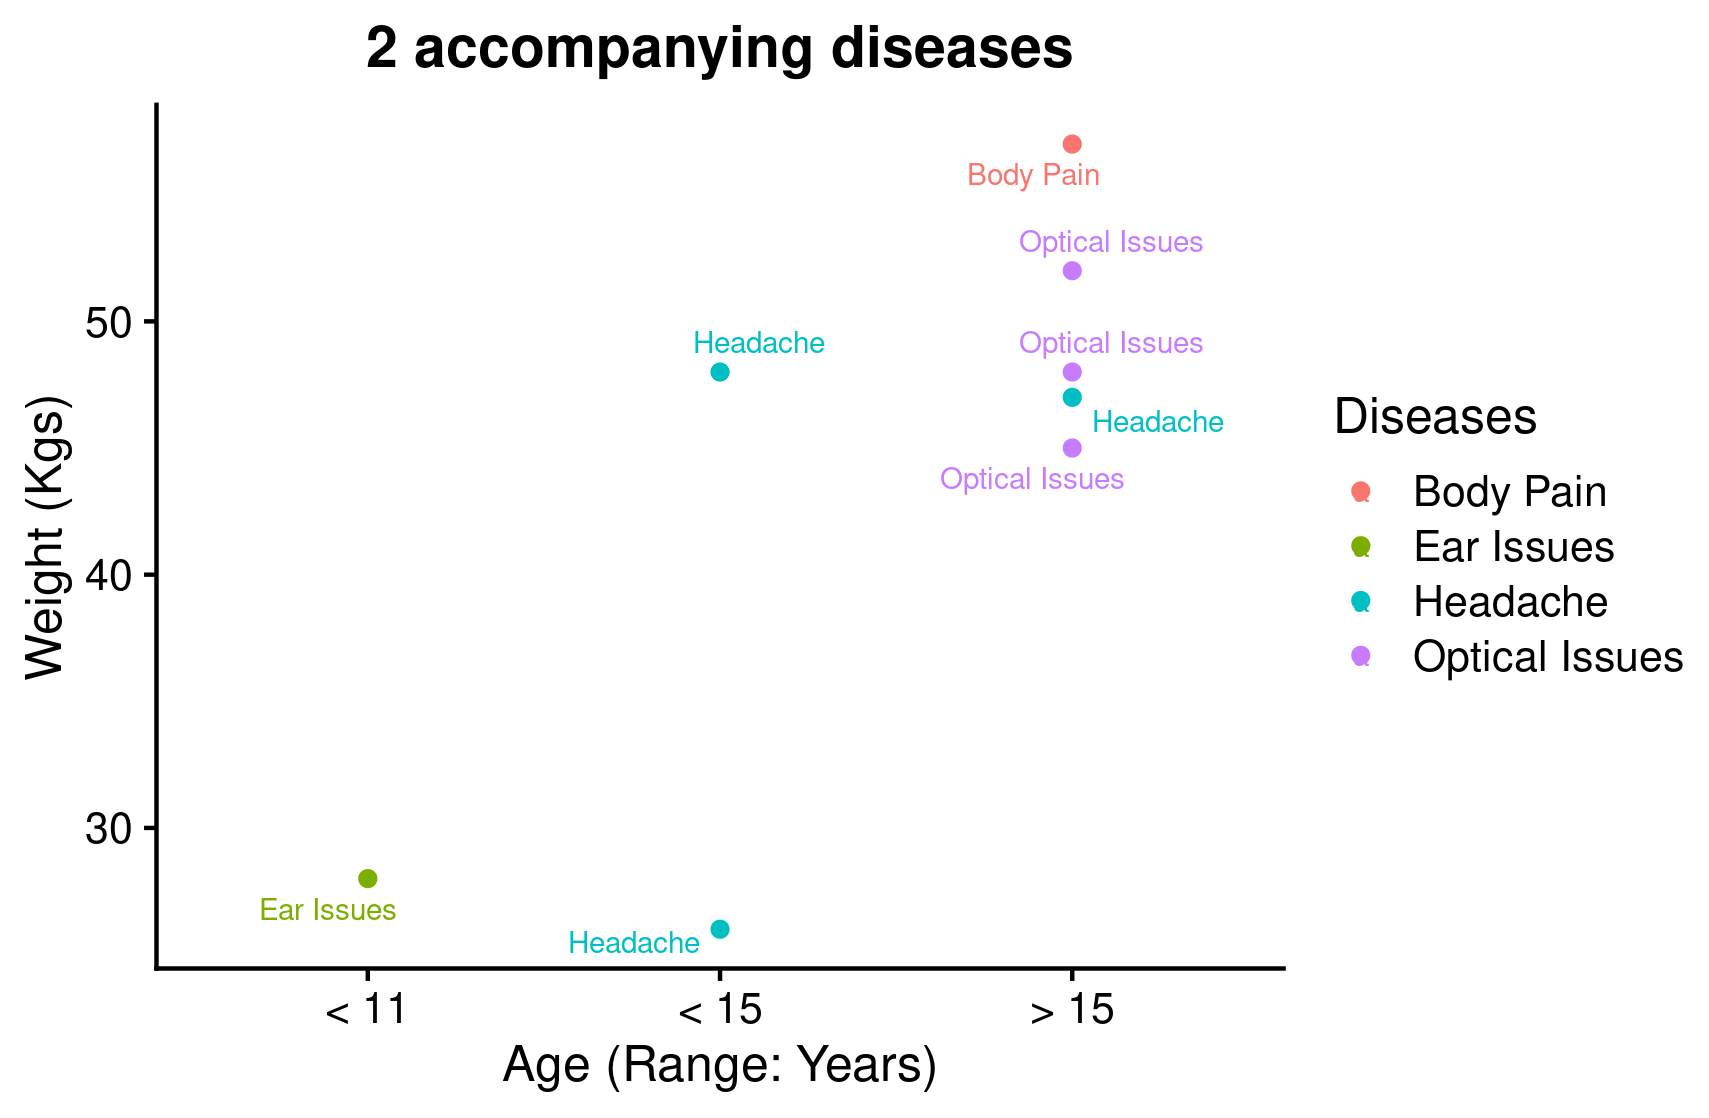 2 accompanying diseases
Body Pain
Optical Issues
50
Headache
Optical Issues
Headache
Optical Issues
40
30
Ear Issues
Headache
< 11
< 15
> 15
Age (Range: Years)
Weight (Kgs)
Diseases
Body Pain
Ear Issues
Headache
Optical Issues